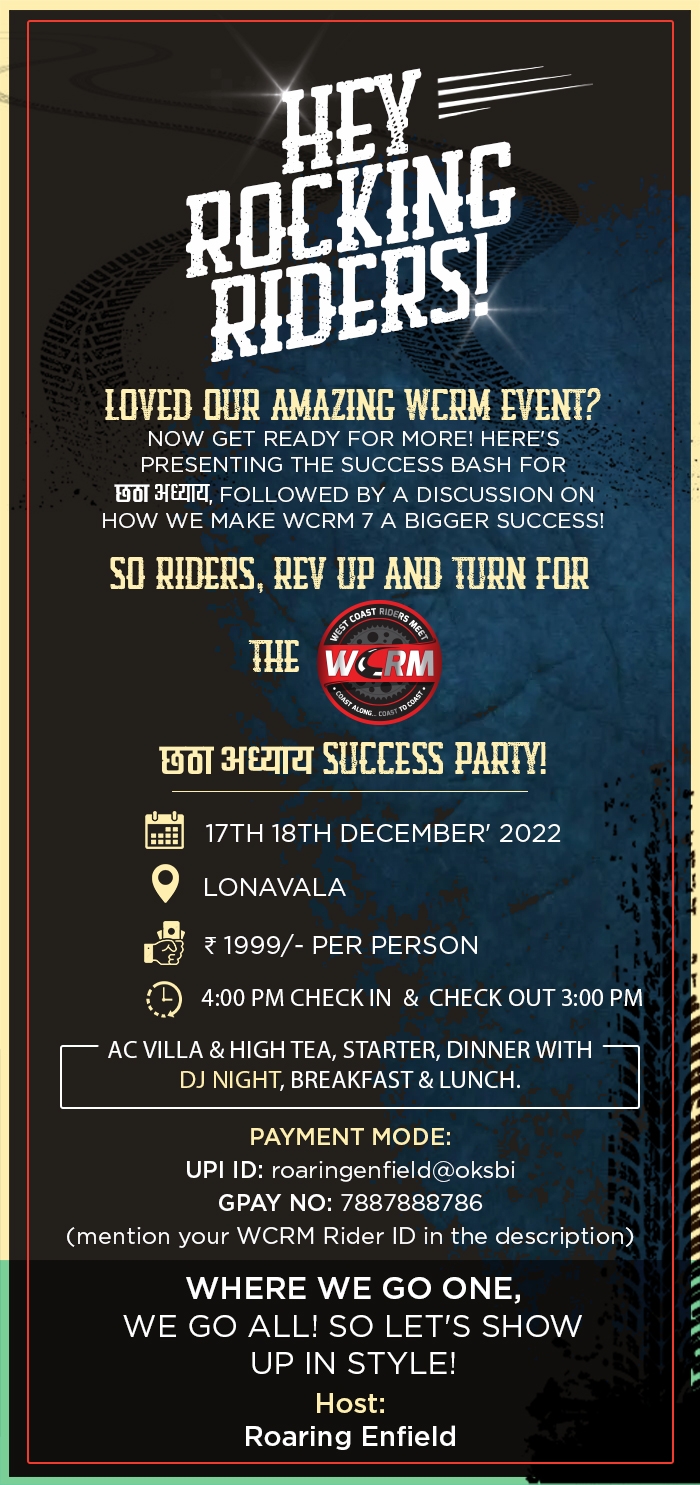 HEY
ROCKING
RIDERS!
LOVED OUR AMAZING WCRM EVENT?
NOW GET READY FOR MORE! HERE'S
PRESENTING THE SUCCESS BASH FOR
छठा अध्याय, FOLLOWED BY A DISCUSSION ON
HOW WE MAKE WCRM 7 A BIGGER SUCCESS!
SO RIDERS, REV UP AND TURN FOR
THE
WEST COAST RIDERS MEET
WCRM
• COAST ALONG... COAST TO COAST •
छठा अध्याय SUCCESS PARTY!
17TH 18TH DECEMBER' 2022
LONAVALA
₹ 1999/- PER PERSON
4:00 PM CHECK IN & CHECK OUT 3:00 PM
AC VILLA & HIGH TEA, STARTER, DINNER WITH
DJ NIGHT, BREAKFAST & LUNCH.
PAYMENT MODE:
UPI ID: roaringenfield@oksbi
GPAY NO: 7887888786
(mention your WCRM Rider ID in the description)
WHERE WE GO ONE,
WE GO ALL! SO LET'S SHOW
UP IN STYLE!
Host:
Roaring Enfield